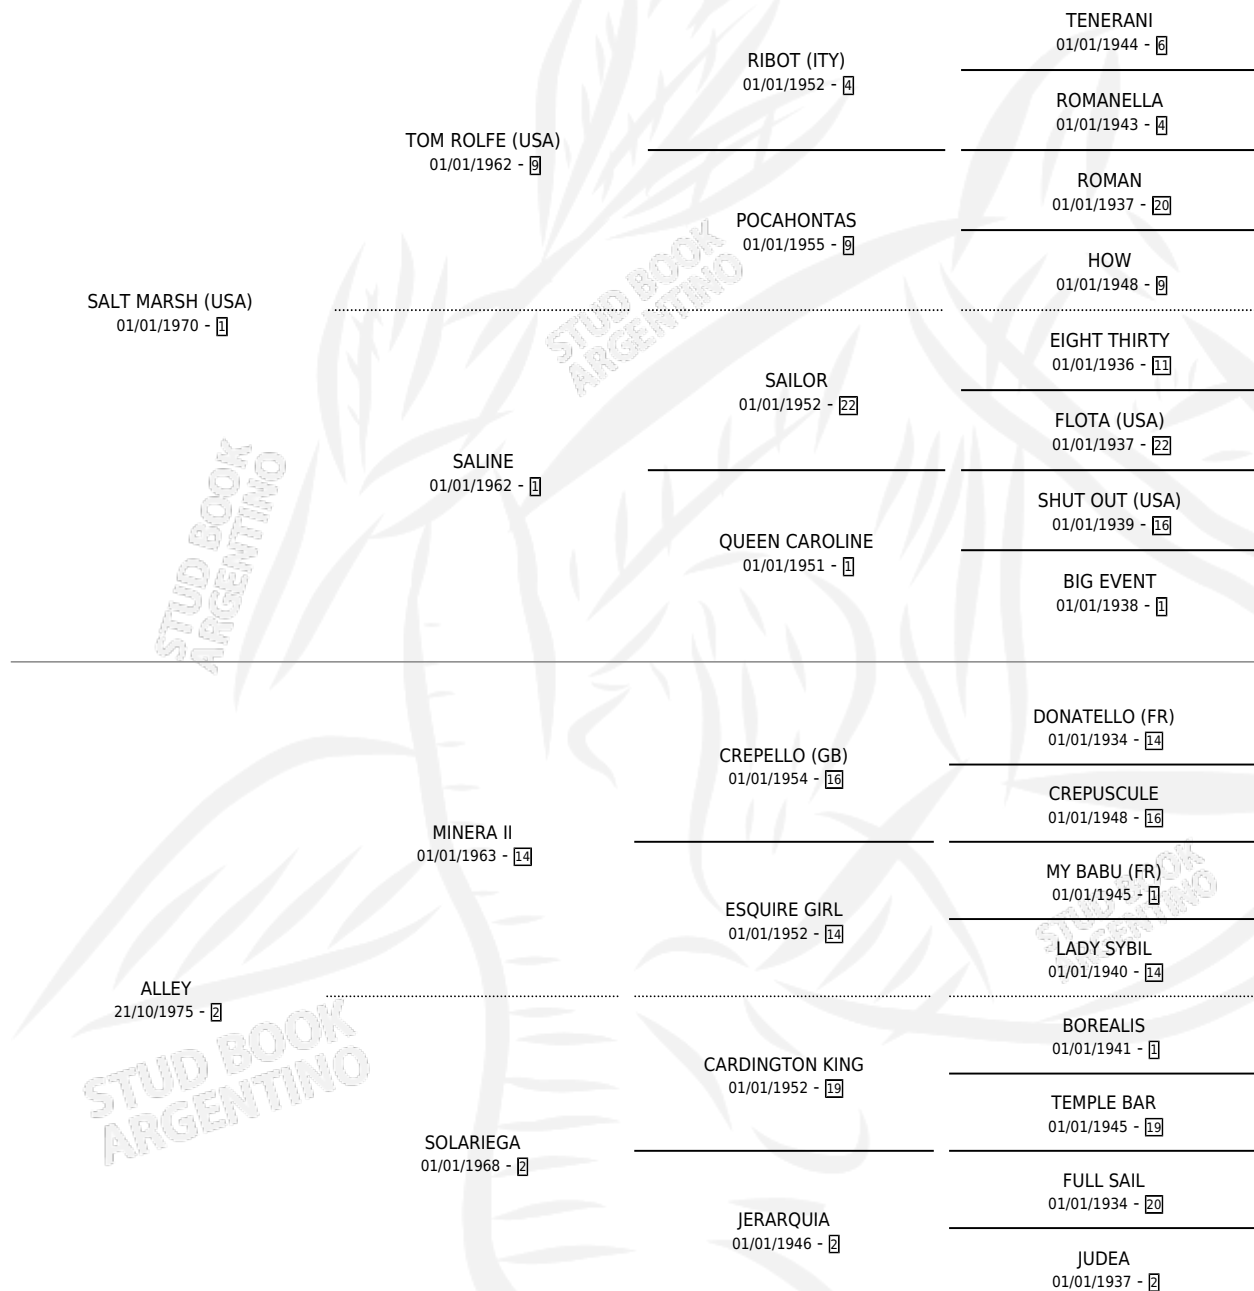 TENERANI
01/01/1944 - 6
RIBOT (ITY)
01/01/1952 - 4
ROMANELLA
01/01/1943 - 4
TOM ROLFE (USA)
01/01/1962 - 9
ROMAN
01/01/1937 - 20
POCAHONTAS
01/01/1955 - 9
HOW
01/01/1948 - 9
SALT MARSH (USA)
01/01/1970 - 1
STUD BOOK
ARGENTINO
EIGHT THIRTY
01/01/1936 - 11
SAILOR
01/01/1952 - 22
FLOTA (USA)
01/01/1937 - 22
SALINE
01/01/1962 - 1
SHUT OUT (USA)
01/01/1939 - 16
QUEEN CAROLINE
01/01/1951 - 1
BIG EVENT
01/01/1938 - 1
STUD BOOK
ARGENTINO
DONATELLO (FR)
01/01/1934 - 14
CREPELLO (GB)
01/01/1954 - 16
CREPUSCULE
01/01/1948 - 16
MINERA II
01/01/1963 - 14
MY BABU (FR)
01/01/1945 - 1
ESQUIRE GIRL
01/01/1952 - 14
LADY SYBIL
01/01/1940 - 14
STUD BOOK
ARGENTINO
ALLEY
21/10/1975 - 2
BOREALIS
01/01/1941 - 1
CARDINGTON KING
01/01/1952 - 19
TEMPLE BAR
01/01/1945 - 19
STUD BOOK
ARGENTINO
SOLARIEGA
01/01/1968 - 2
FULL SAIL
01/01/1934 - 20
JERARQUIA
01/01/1946 - 2
JUDEA
01/01/1937 - 2